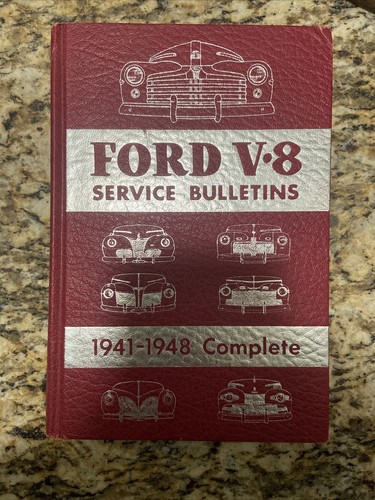 FORD V•8
SERVICE BULLETINS
1941-1948 Complete